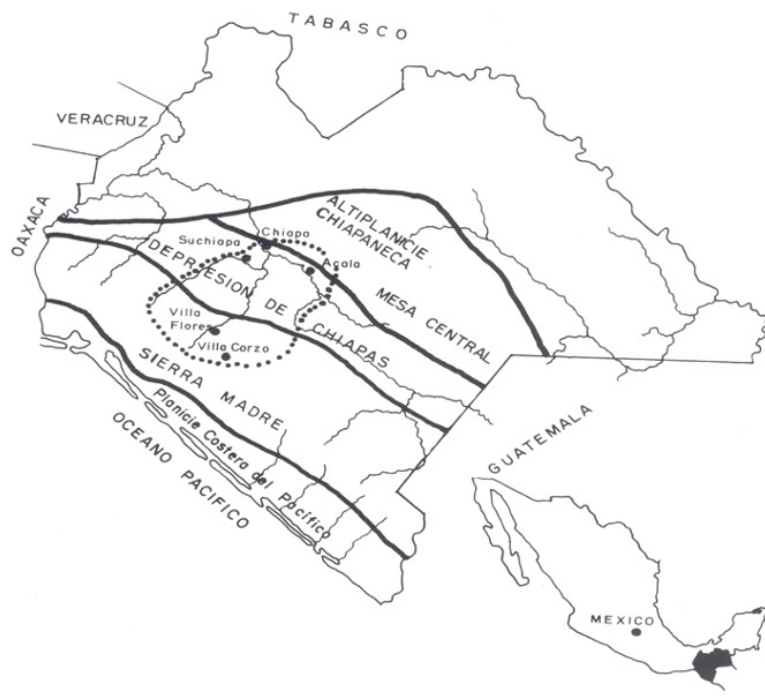 TABASCO
VERACRUZ
OAXACA
ALTIPLANICIE
CHIAPANECA
Chiapa
Suchiapa
Acala
DEPRESION DE CHIAPAS
MESA CENTRAL
Villa
Flores
Villa Corzo
SIERRA MADRE
Planicie Costera del Pacífico
OCEANO PACIFICO
GUATEMALA
MEXICO